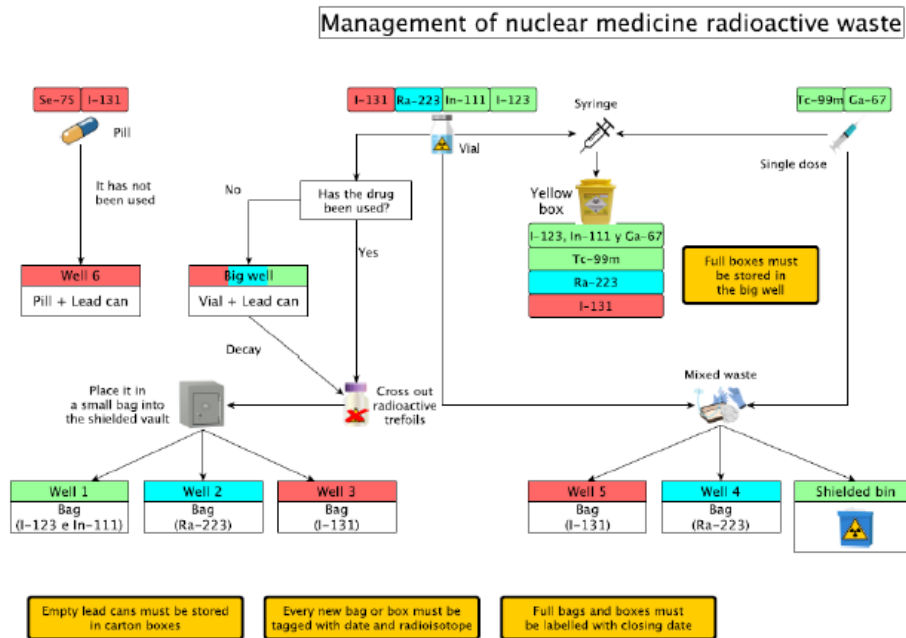 Management of nuclear medicine radioactive waste
Se-75 I-131
Pill
I-131 Ra-223 In-111 I-123
Vial
Syringe
Tc-99m Ga-67
Single dose
It has not
been used
No
Has the drug
been used?
Yes
Yellow
box
I-123, In-111 y Ga-67
Tc-99m
Ra-223
I-131
Full boxes must
be stored in
the big well
Well 6
Pill + Lead can
Big well
Vial + Lead can
Decay
Place it in
a small bag into
the shielded vault
Cross out
radioactive
trefoils
Mixed waste
Well 1
Bag
(I-123 e In-111)
Well 2
Bag
(Ra-223)
Well 3
Bag
(I-131)
Well 5
Bag
(I-131)
Well 4
Bag
(Ra-223)
Shielded bin
Empty lead cans must be stored
in carton boxes
Every new bag or box must be
tagged with date and radioisotope
Full bags and boxes must
be labelled with closing date